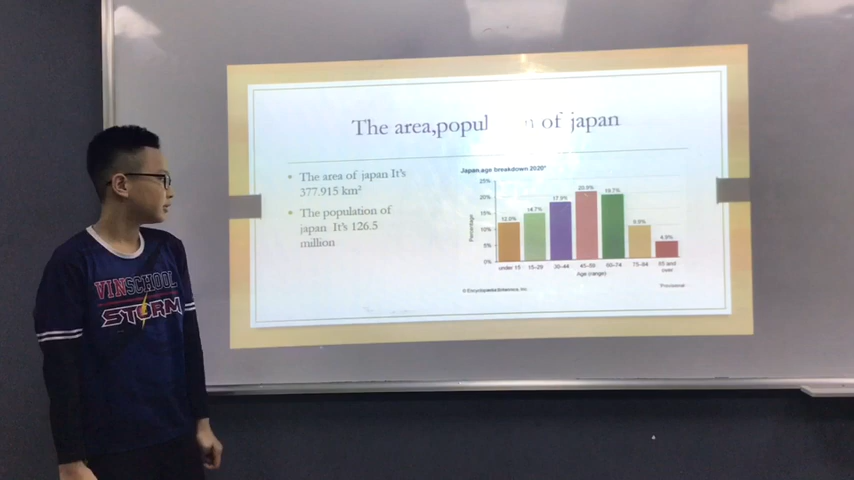 The area,popul n of japan
The area of japan It's
377.915 km²
The population of
japan It's 126.5
million
Japan age breakdown 2020*
25%
20%
15%
10%
5%
0%
Percentage
12.0%
14.7%
17.9%
19.7%
9.8%
4.9%
under 15
15–29
30–44
45–59
60–74
75–84
85 and
over
Age (range)
© Encyclopædia Britannica, Inc.
*Provisional
VINSCHOOL
STORM